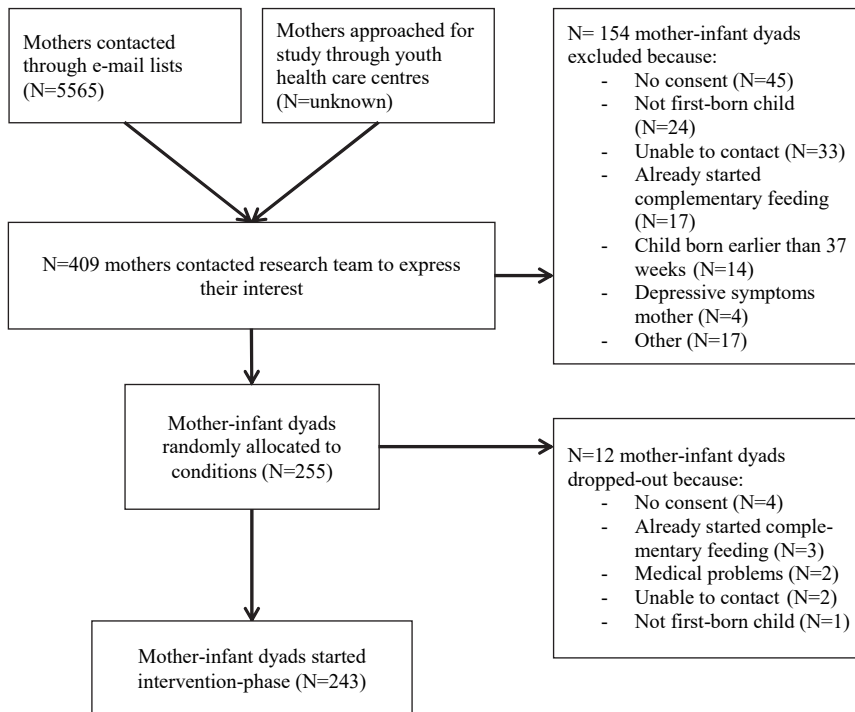 Mothers contacted
through e-mail lists
(N=5565)
Mothers approached for
study through youth
health care centres
(N=unknown)
N= 154 mother-infant dyads
excluded because:
- No consent (N=45)
- Not first-born child
(N=24)
- Unable to contact (N=33)
- Already started
complementary feeding
(N=17)
- Child born earlier than 37
weeks (N=14)
- Depressive symptoms
mother (N=4)
- Other (N=17)
N=409 mothers contacted research team to express
their interest
Mother-infant dyads
randomly allocated to
conditions (N=255)
N=12 mother-infant dyads
dropped-out because:
- No consent (N=4)
- Already started comple-
mentary feeding (N=3)
- Medical problems (N=2)
- Unable to contact (N=2)
- Not first-born child (N=1)
Mother-infant dyads started
intervention-phase (N=243)